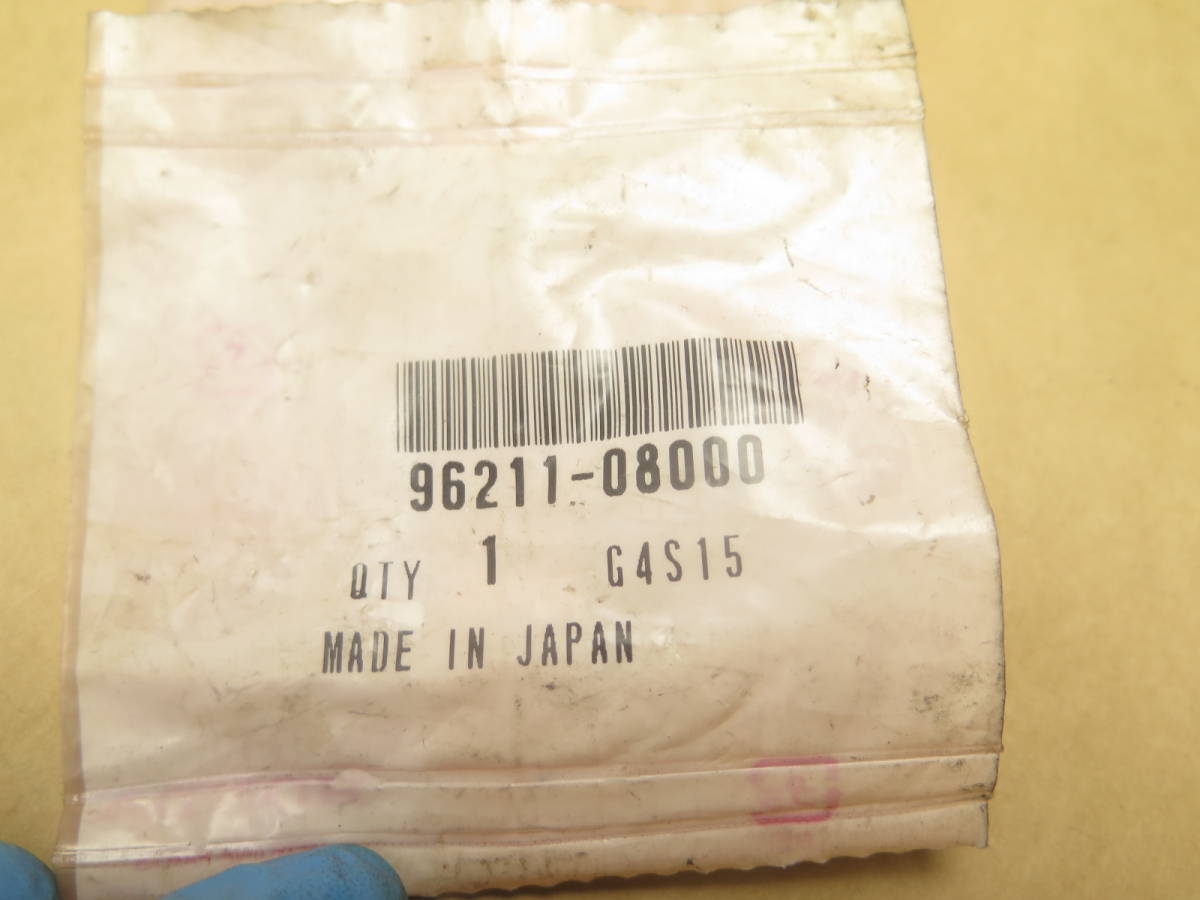 96211-08000
QTY 1 G4S15
MADE IN JAPAN